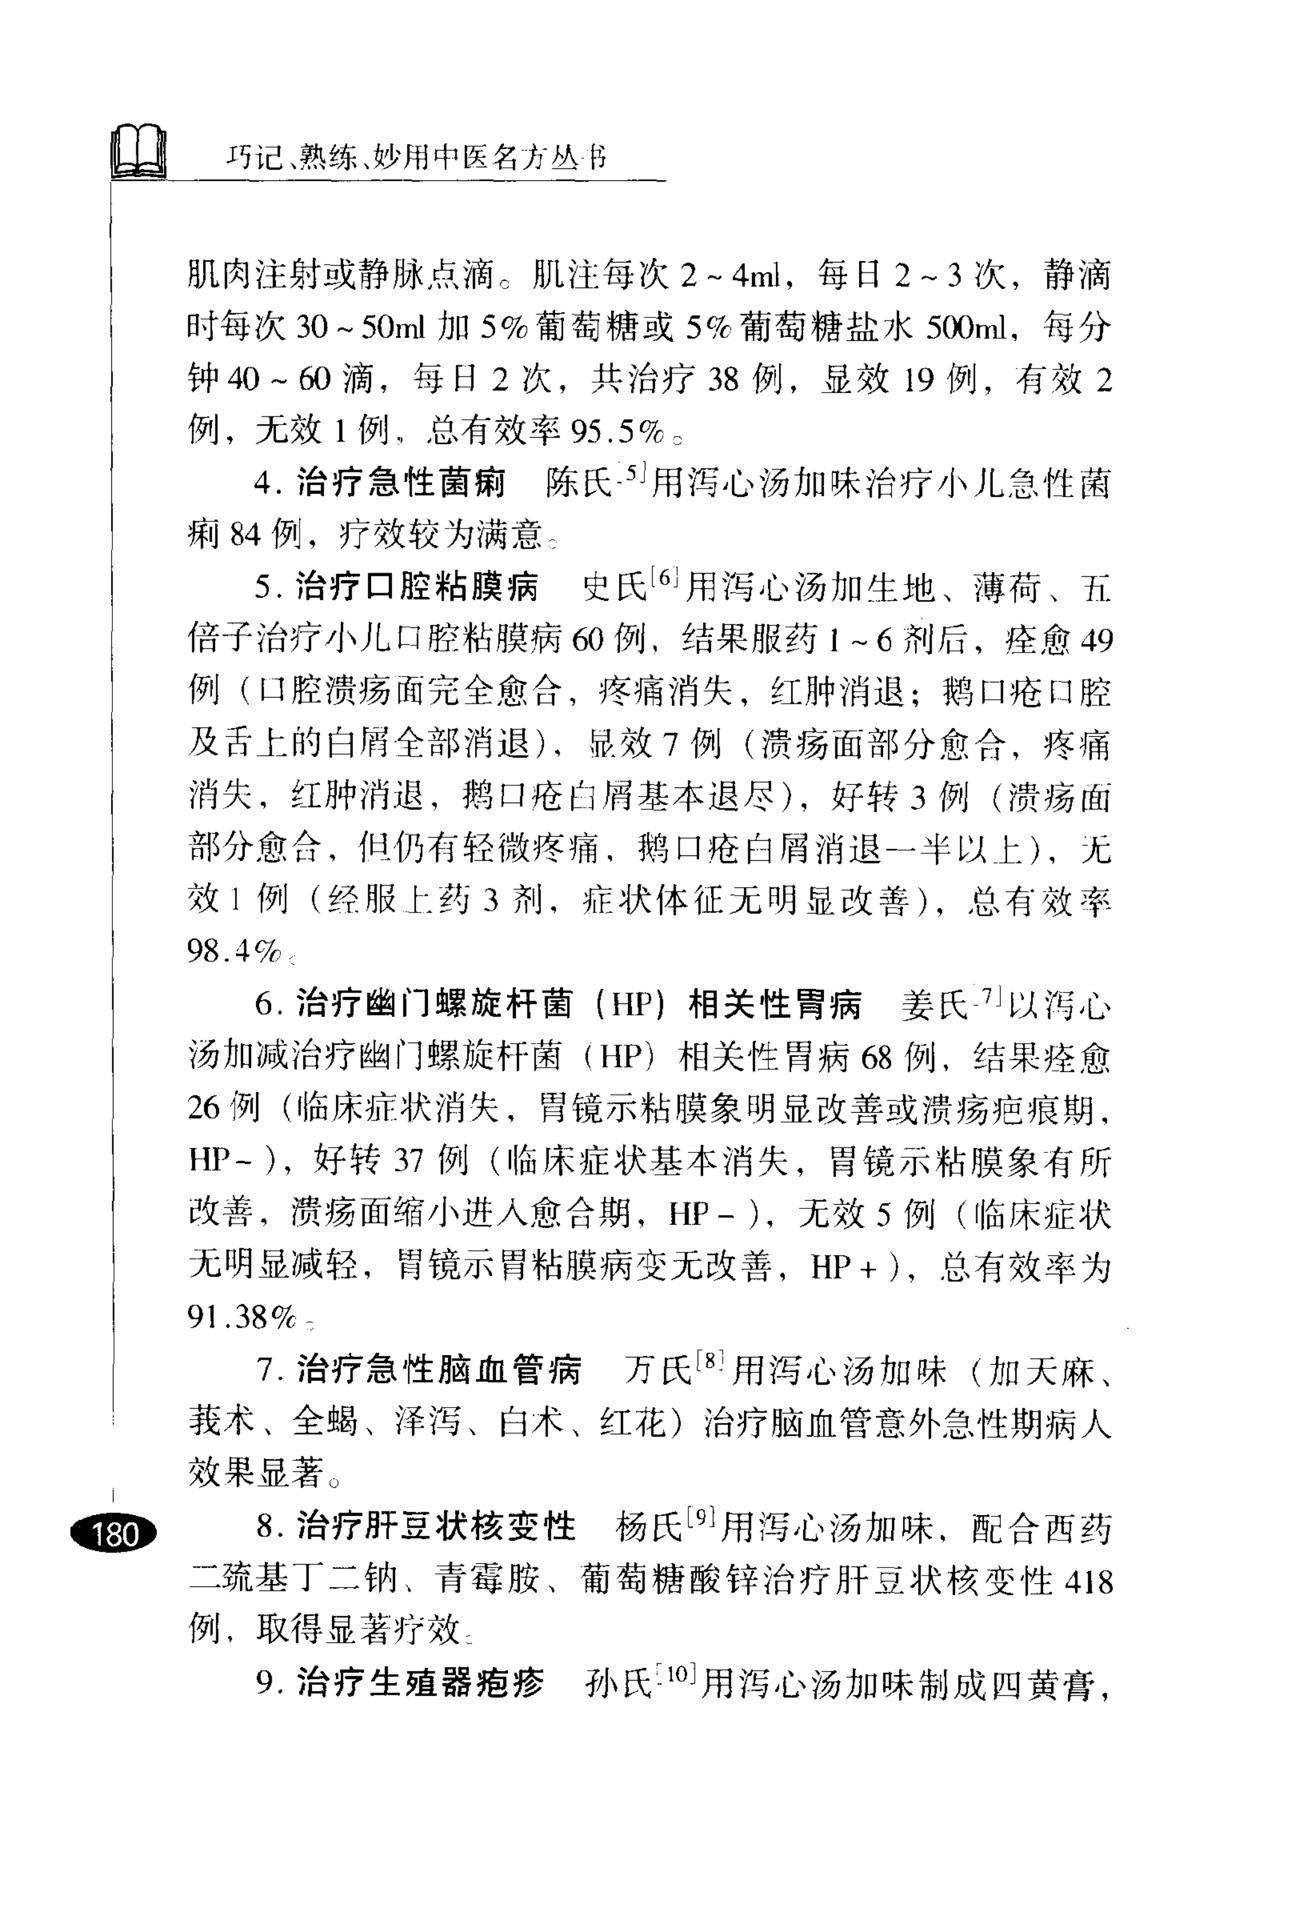 巧记、熟练、妙用中医名方丛书
肌肉注射或静脉点滴。肌注每次 2～4ml，每日 2～3 次，静滴
时每次 30～50ml 加 5%葡萄糖或 5%葡萄糖盐水 500ml，每分
钟 40～60 滴，每日 2 次，共治疗 38 例，显效 19 例，有效 2
例，无效 1 例，总有效率 95.5%。
4. 治疗急性菌痢 陈氏[5]用泻心汤加味治疗小儿急性菌
痢 84 例，疗效较为满意。
5. 治疗口腔粘膜病 史氏[6]用泻心汤加生地、薄荷、五
倍子治疗小儿口腔粘膜病 60 例，结果服药 1～6 剂后，痊愈 49
例（口腔溃疡面完全愈合，疼痛消失，红肿消退；鹅口疮口腔
及舌上的白屑全部消退），显效 7 例（溃疡面部分愈合，疼痛
消失，红肿消退，鹅口疮白屑基本退尽），好转 3 例（溃疡面
部分愈合，但仍有轻微疼痛，鹅口疮白屑消退一半以上），无
效 1 例（经服上药 3 剂，症状体征无明显改善），总有效率
98.4%。
6. 治疗幽门螺旋杆菌（HP）相关性胃病 姜氏[7]以泻心
汤加减治疗幽门螺旋杆菌（HP）相关性胃病 68 例，结果痊愈
26 例（临床症状消失，胃镜示粘膜象明显改善或溃疡疤痕期，
HP－），好转 37 例（临床症状基本消失，胃镜示粘膜象有所
改善，溃疡面缩小进入愈合期，HP－），无效 5 例（临床症状
无明显减轻，胃镜示胃粘膜病变无改善，HP＋），总有效率为
91.38%。
7. 治疗急性脑血管病 万氏[8]用泻心汤加味（加天麻、
莪术、全蝎、泽泻、白术、红花）治疗脑血管意外急性期病人
效果显著。
8. 治疗肝豆状核变性 杨氏[9]用泻心汤加味，配合西药
二巯基丁二钠、青霉胺、葡萄糖酸锌治疗肝豆状核变性 418
例，取得显著疗效。
9. 治疗生殖器疱疹 孙氏[10]用泻心汤加味制成四黄膏，
180